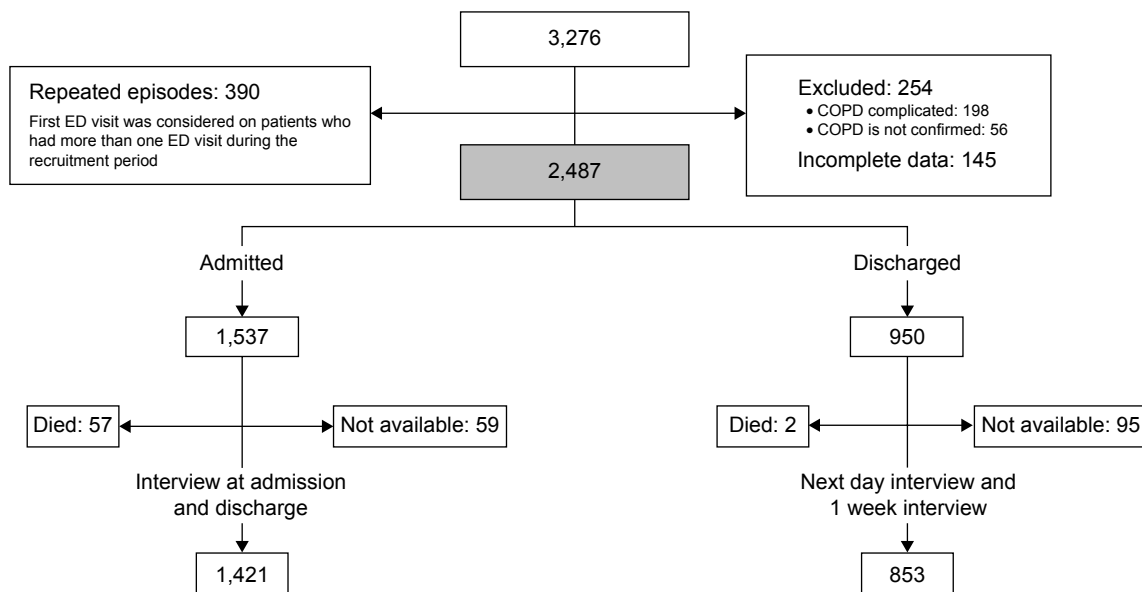 3,276
Repeated episodes: 390
First ED visit was considered on patients who
had more than one ED visit during the
recruitment period
Excluded: 254
• COPD complicated: 198
• COPD is not confirmed: 56
Incomplete data: 145
2,487
Admitted
Discharged
1,537
950
Died: 57
Not available: 59
Died: 2
Not available: 95
Interview at admission
and discharge
Next day interview and
1 week interview
1,421
853